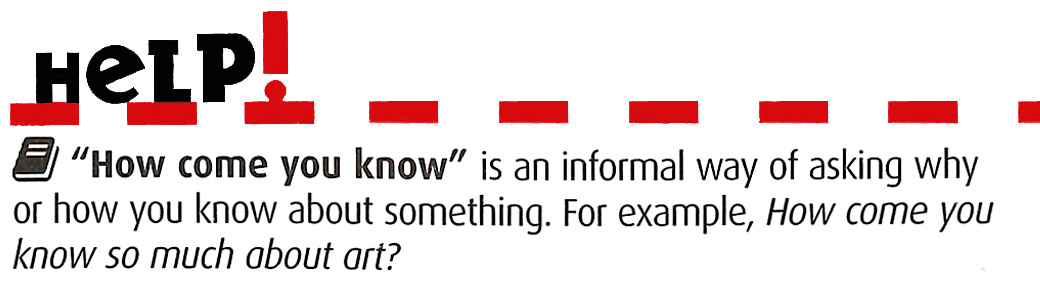 HeLP!
“How come you know” is an informal way of asking why
or how you know about something. For example, How come you
know so much about art?